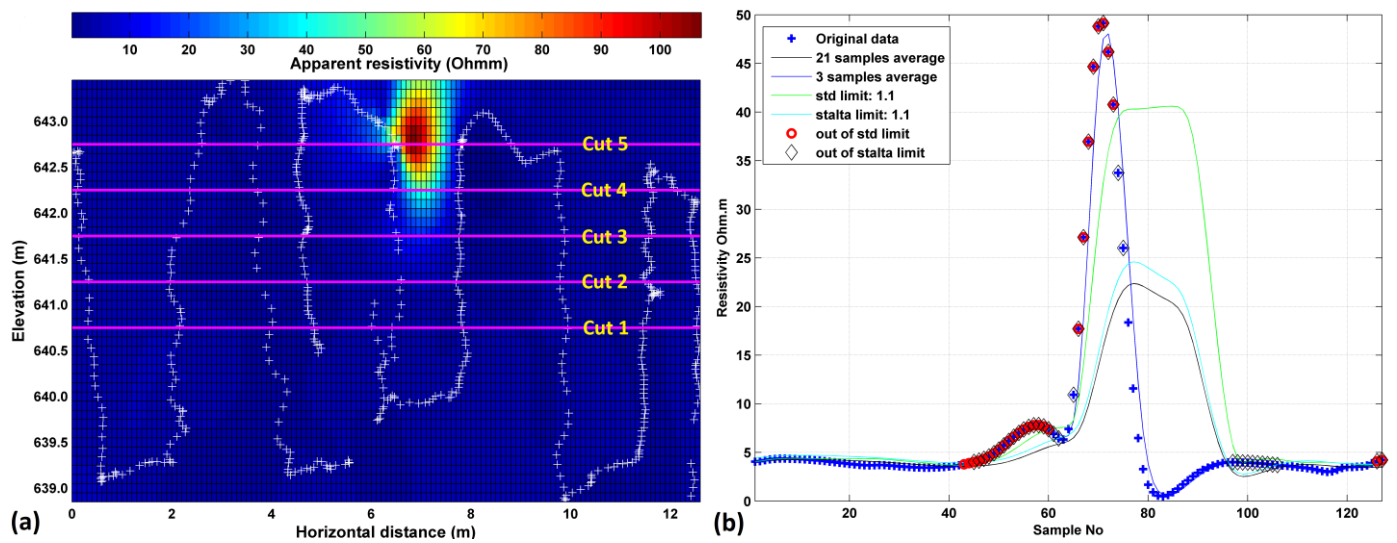 10 20 30 40 50 60 70 80 90 100
Apparent resistivity (Ohmm)
643.0
642.5
642.0
641.5
641.0
640.5
640.0
639.5
639.0
Elevation (m)
Cut 5
Cut 4
Cut 3
Cut 2
Cut 1
0 2 4 6 8 10 12
Horizontal distance (m)
(a)
50
45
40
35
30
25
20
15
10
5
0
Resistivity Ohm.m
Original data
21 samples average
3 samples average
std limit: 1.1
stalta limit: 1.1
out of std limit
out of stalta limit
20 40 60 80 100 120
Sample No
(b)